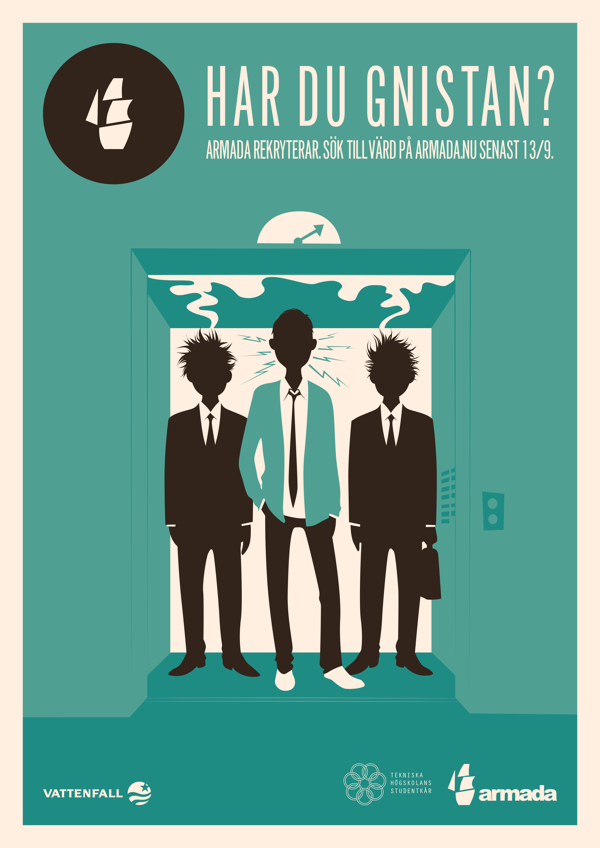 HAR DU GNISTAN?
ARMADA REKRYTERAR. SÖK TILL VÄRD PÅ ARMADA.NU SENAST 13/9.
VATTENFALL
TEKNISKA
HÖGSKOLANS
STUDENTKÅR
armada